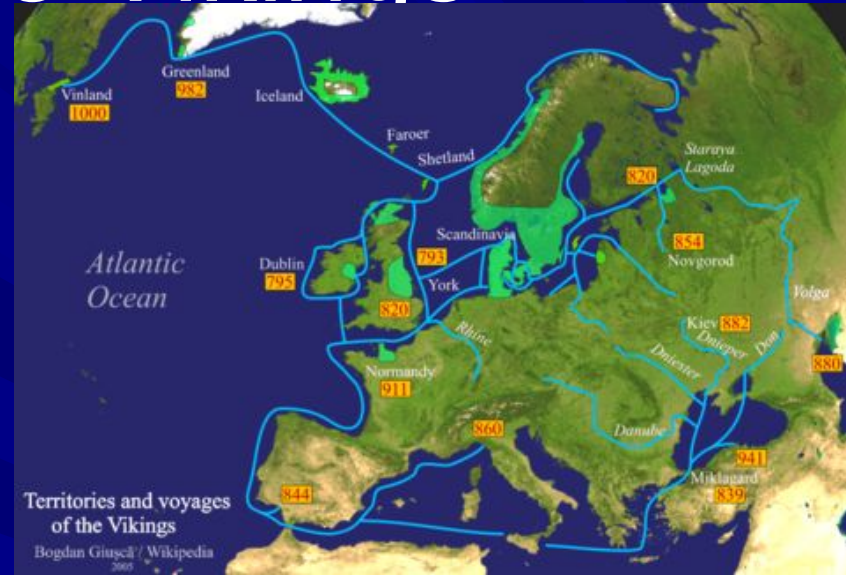 Greenland
982
Vinland
1000
Iceland
Faroer
Shetland
Staraya
Lagoda
820
Scandinavia
793
854
Novgorod
Dublin
795
York
Atlantic
Ocean
820
Volga
Rhine
Kiev 882
Dnieper
Don
Dniester
880
Normandy
911
860
Danube
941
Miklagard
839
844
Territories and voyages
of the Vikings
Bogdan Giuşcă / Wikipedia
2005